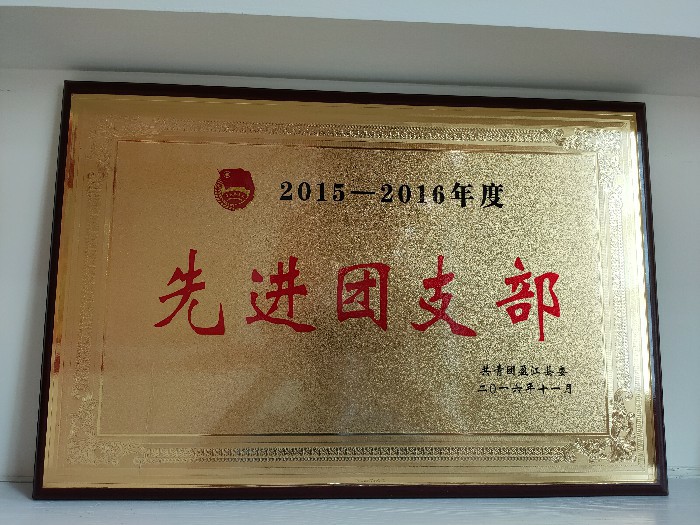 2015—2016年度
先进团支部
共青团盈江县委
二〇一六年十一月